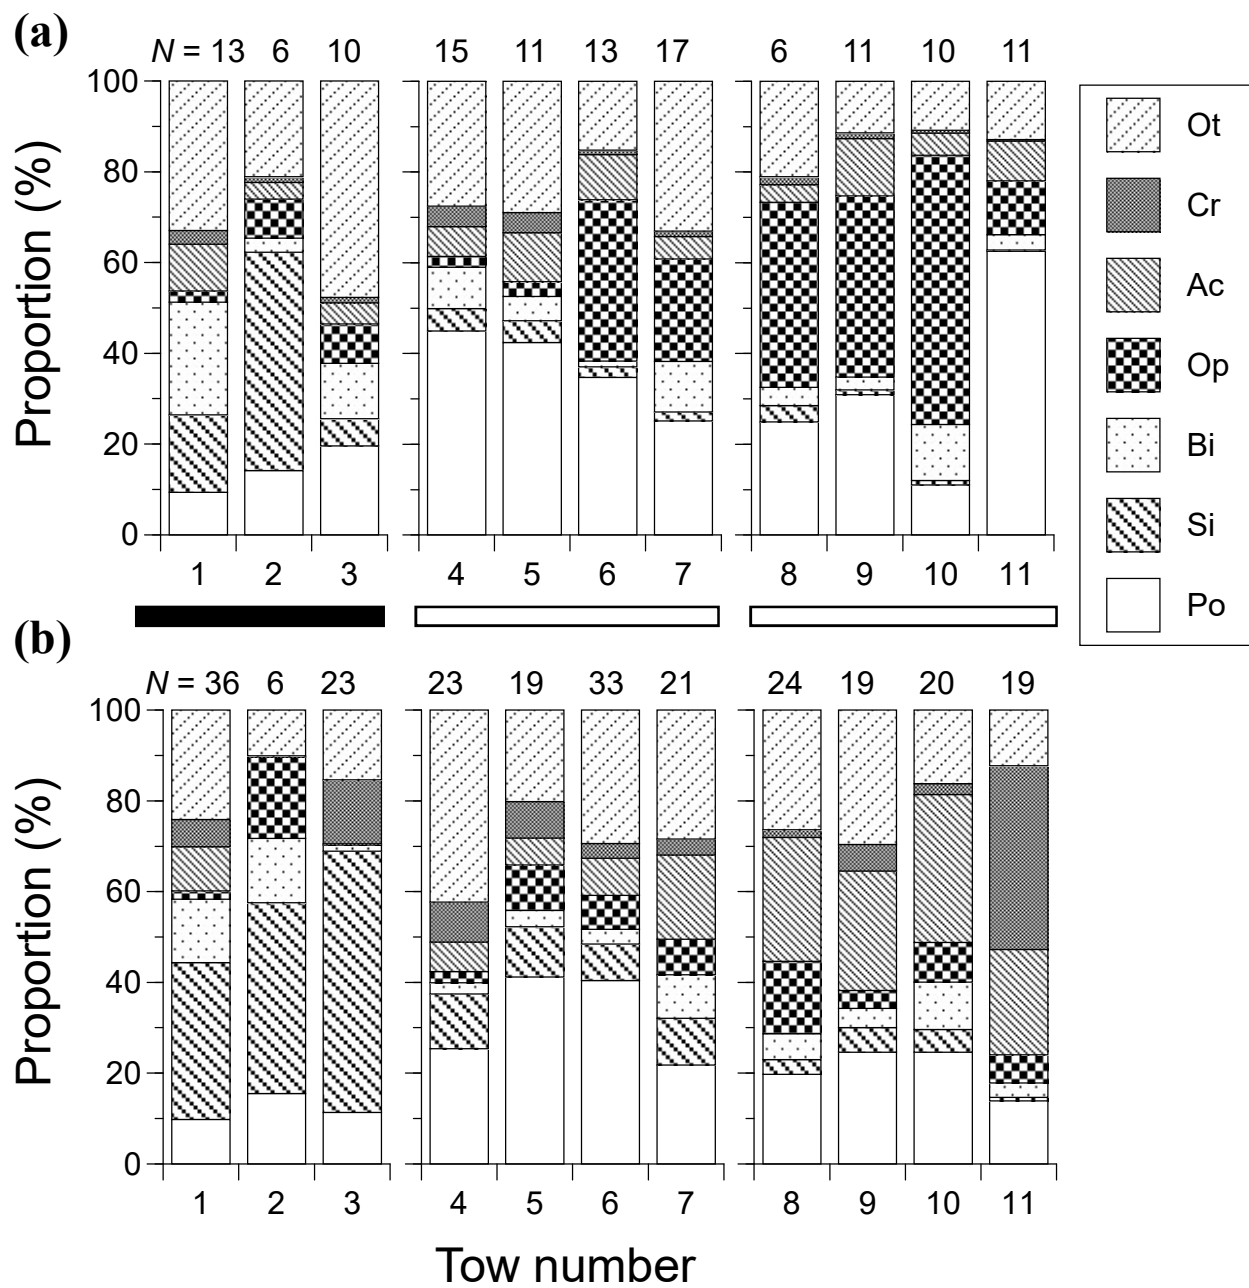 (a)
N = 13 6 10 15 11 13 17 6 11 10 11
100
80
60
40
20
0
Proportion (%)
1 2 3 4 5 6 7 8 9 10 11
Ot
Cr
Ac
Op
Bi
Si
Po
(b)
N = 36 6 23 23 19 33 21 24 19 20 19
100
80
60
40
20
0
Proportion (%)
1 2 3 4 5 6 7 8 9 10 11
Tow number